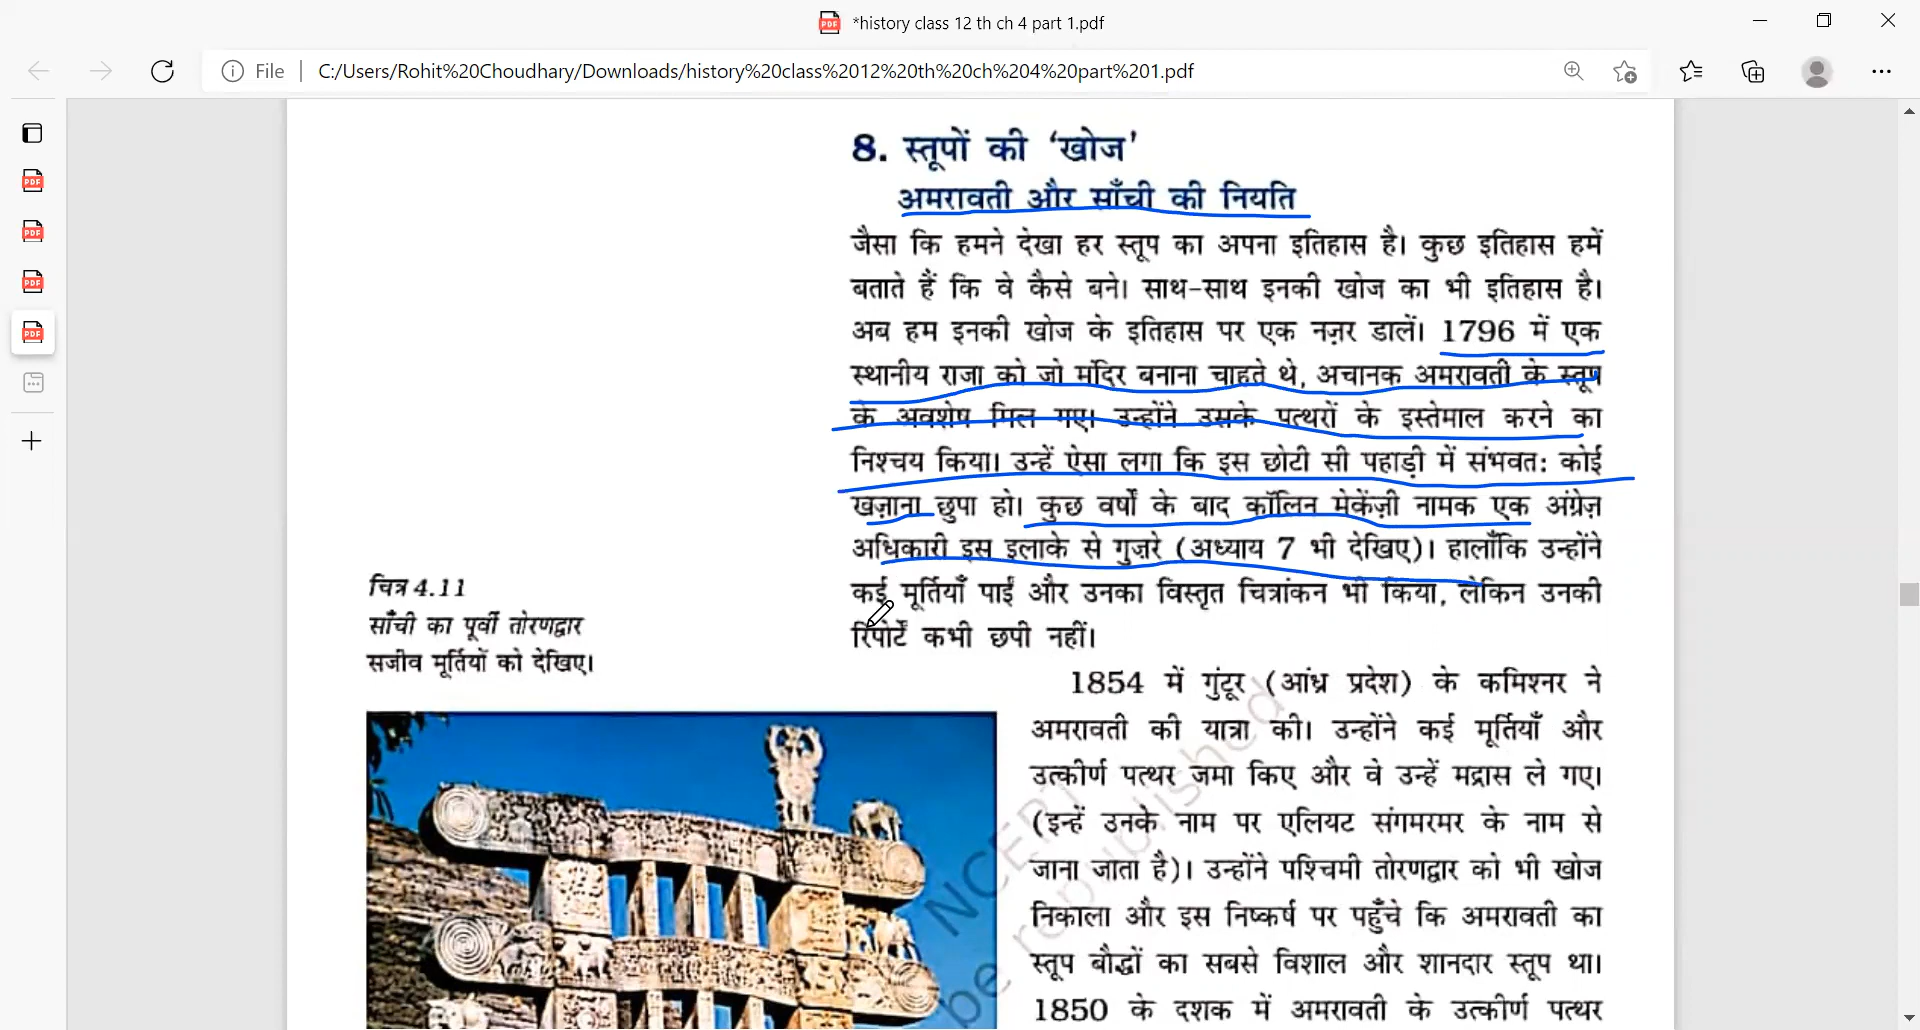 *history class 12 th ch 4 part 1.pdf
File
C:/Users/Rohit%20Choudhary/Downloads/history%20class%2012%20th%20ch%204%20part%201.pdf
8. स्तूपों की ‘खोज’
अमरावती और साँची की नियति
जैसा कि हमने देखा हर स्तूप का अपना इतिहास है। कुछ इतिहास हमें
बताते हैं कि वे कैसे बने। साथ-साथ इनकी खोज का भी इतिहास है।
अब हम इनकी खोज के इतिहास पर एक नज़र डालें। 1796 में एक
स्थानीय राजा को जो मंदिर बनाना चाहते थे, अचानक अमरावती के स्तूप
के अवशेष मिल गए। उन्होंने उसके पत्थरों के इस्तेमाल करने का
निश्चय किया। उन्हें ऐसा लगा कि इस छोटी सी पहाड़ी में संभवत: कोई
खज़ाना छुपा हो। कुछ वर्षों के बाद कॉलिन मेकेंज़ी नामक एक अंग्रेज़
अधिकारी इस इलाके से गुज़रे (अध्याय 7 भी देखिए)। हालाँकि उन्होंने
कई मूर्तियाँ पाईं और उनका विस्तृत चित्रांकन भी किया, लेकिन उनकी
रिपोर्टें कभी छपी नहीं।
चित्र 4.11
साँची का पूर्वी तोरणद्वार
सजीव मूर्तियों को देखिए।
1854 में गुंटूर (आंध्र प्रदेश) के कमिश्नर ने
अमरावती की यात्रा की। उन्होंने कई मूर्तियाँ और
उत्कीर्ण पत्थर जमा किए और वे उन्हें मद्रास ले गए।
(इन्हें उनके नाम पर एलियट संगमरमर के नाम से
जाना जाता है)। उन्होंने पश्चिमी तोरणद्वार को भी खोज
निकाला और इस निष्कर्ष पर पहुँचे कि अमरावती का
स्तूप बौद्धों का सबसे विशाल और शानदार स्तूप था।
1850 के दशक में अमरावती के उत्कीर्ण पत्थर
NCERT
be republished